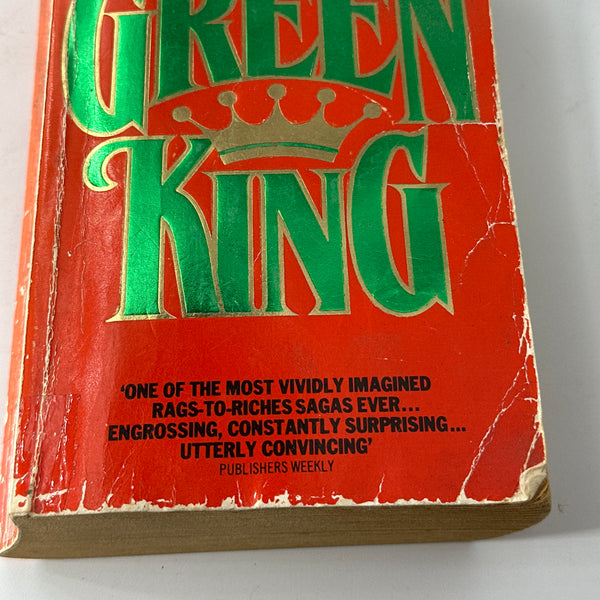 GREEN
KING
'ONE OF THE MOST VIVIDLY IMAGINED
RAGS-TO-RICHES SAGAS EVER...
ENGROSSING, CONSTANTLY SURPRISING...
UTTERLY CONVINCING'
PUBLISHERS WEEKLY